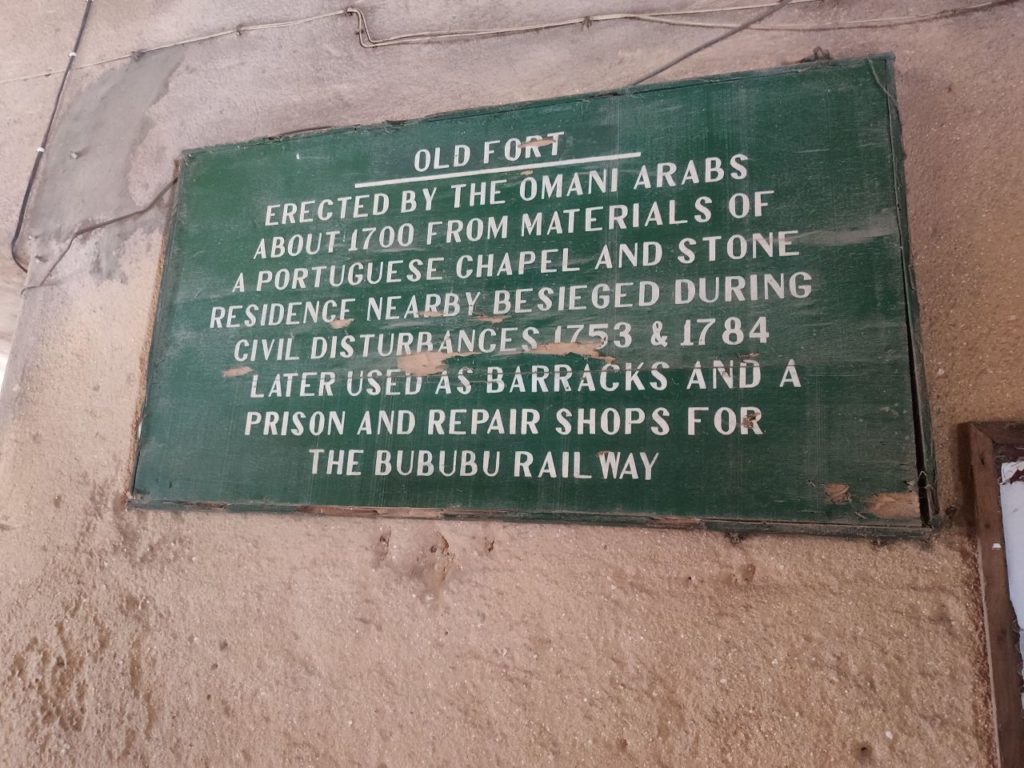 OLD FORT
ERECTED BY THE OMANI ARABS
ABOUT 1700 FROM MATERIALS OF
A PORTUGUESE CHAPEL AND STONE
RESIDENCE NEARBY BESIEGED DURING
CIVIL DISTURBANCES 1753 & 1784
LATER USED AS BARRACKS AND A
PRISON AND REPAIR SHOPS FOR
THE BUBUBU RAILWAY